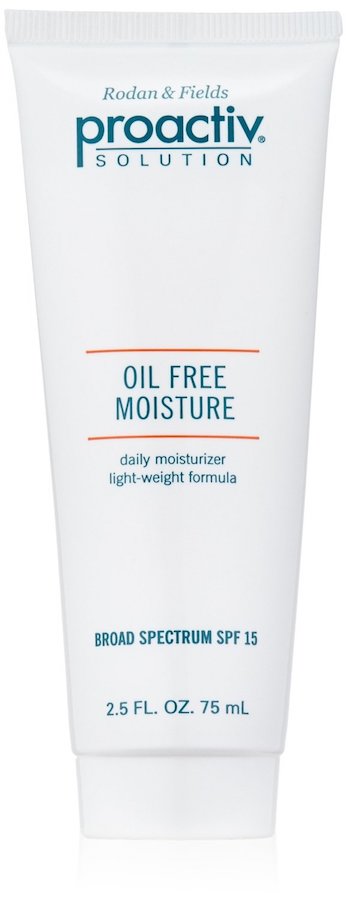 Rodan & Fields
proactiv®
SOLUTION
OIL FREE
MOISTURE
daily moisturizer
light-weight formula
BROAD SPECTRUM SPF 15
2.5 FL. OZ. 75 mL